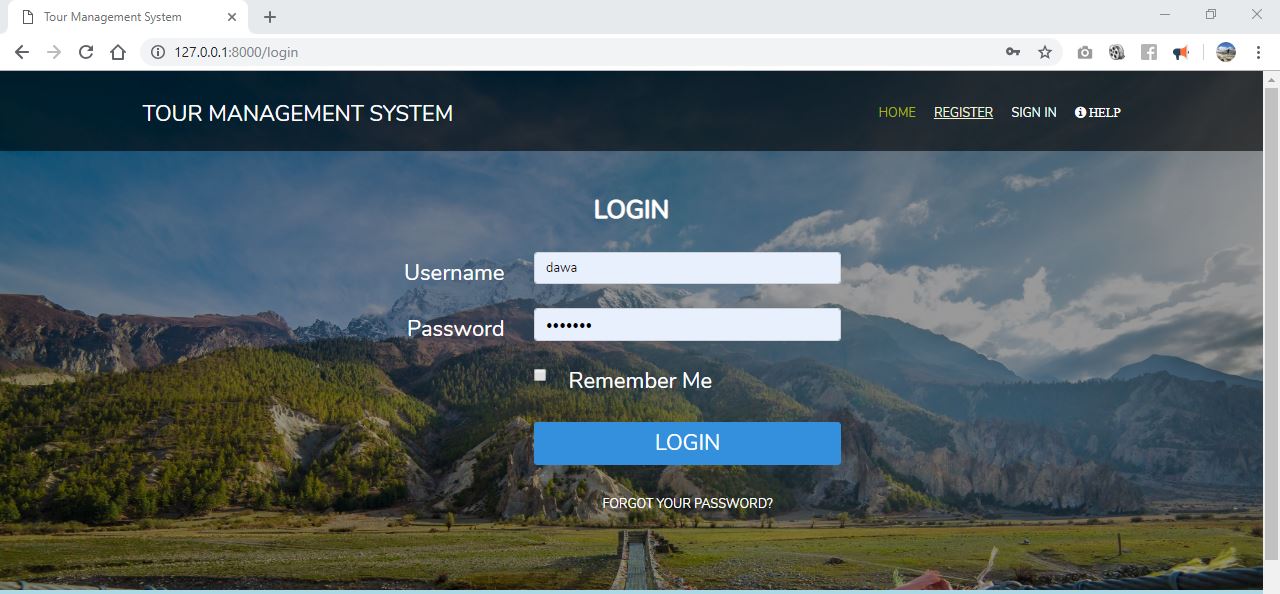 Tour Management System
127.0.0.1:8000/login
TOUR MANAGEMENT SYSTEM
HOME REGISTER SIGN IN HELP
LOGIN
Username dawa
Password •••••••
Remember Me
LOGIN
FORGOT YOUR PASSWORD?